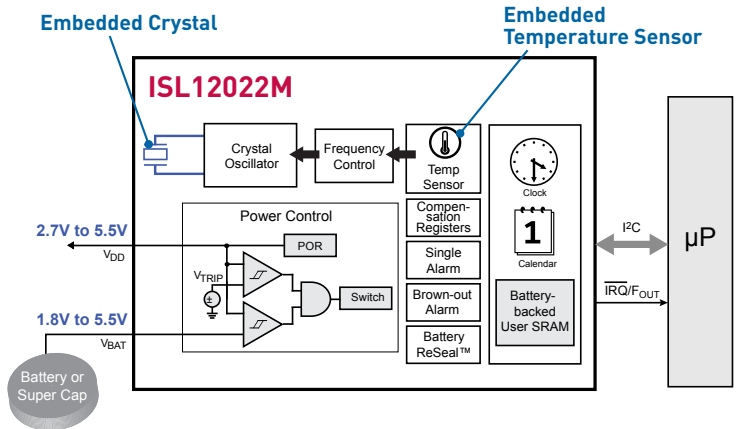 Embedded Crystal
Embedded
Temperature Sensor
ISL12022M
Crystal
Oscillator
Frequency
Control
Temp
Sensor
Clock
Compen-
sation
Registers
Power Control
2.7V to 5.5V
VDD
POR
VTRIP
±
Switch
Single
Alarm
1
Calendar
I²C
µP
Brown-out
Alarm
Battery-
backed
User SRAM
IRQ/FOUT
1.8V to 5.5V
VBAT
Battery
ReSeal™
Battery or
Super Cap